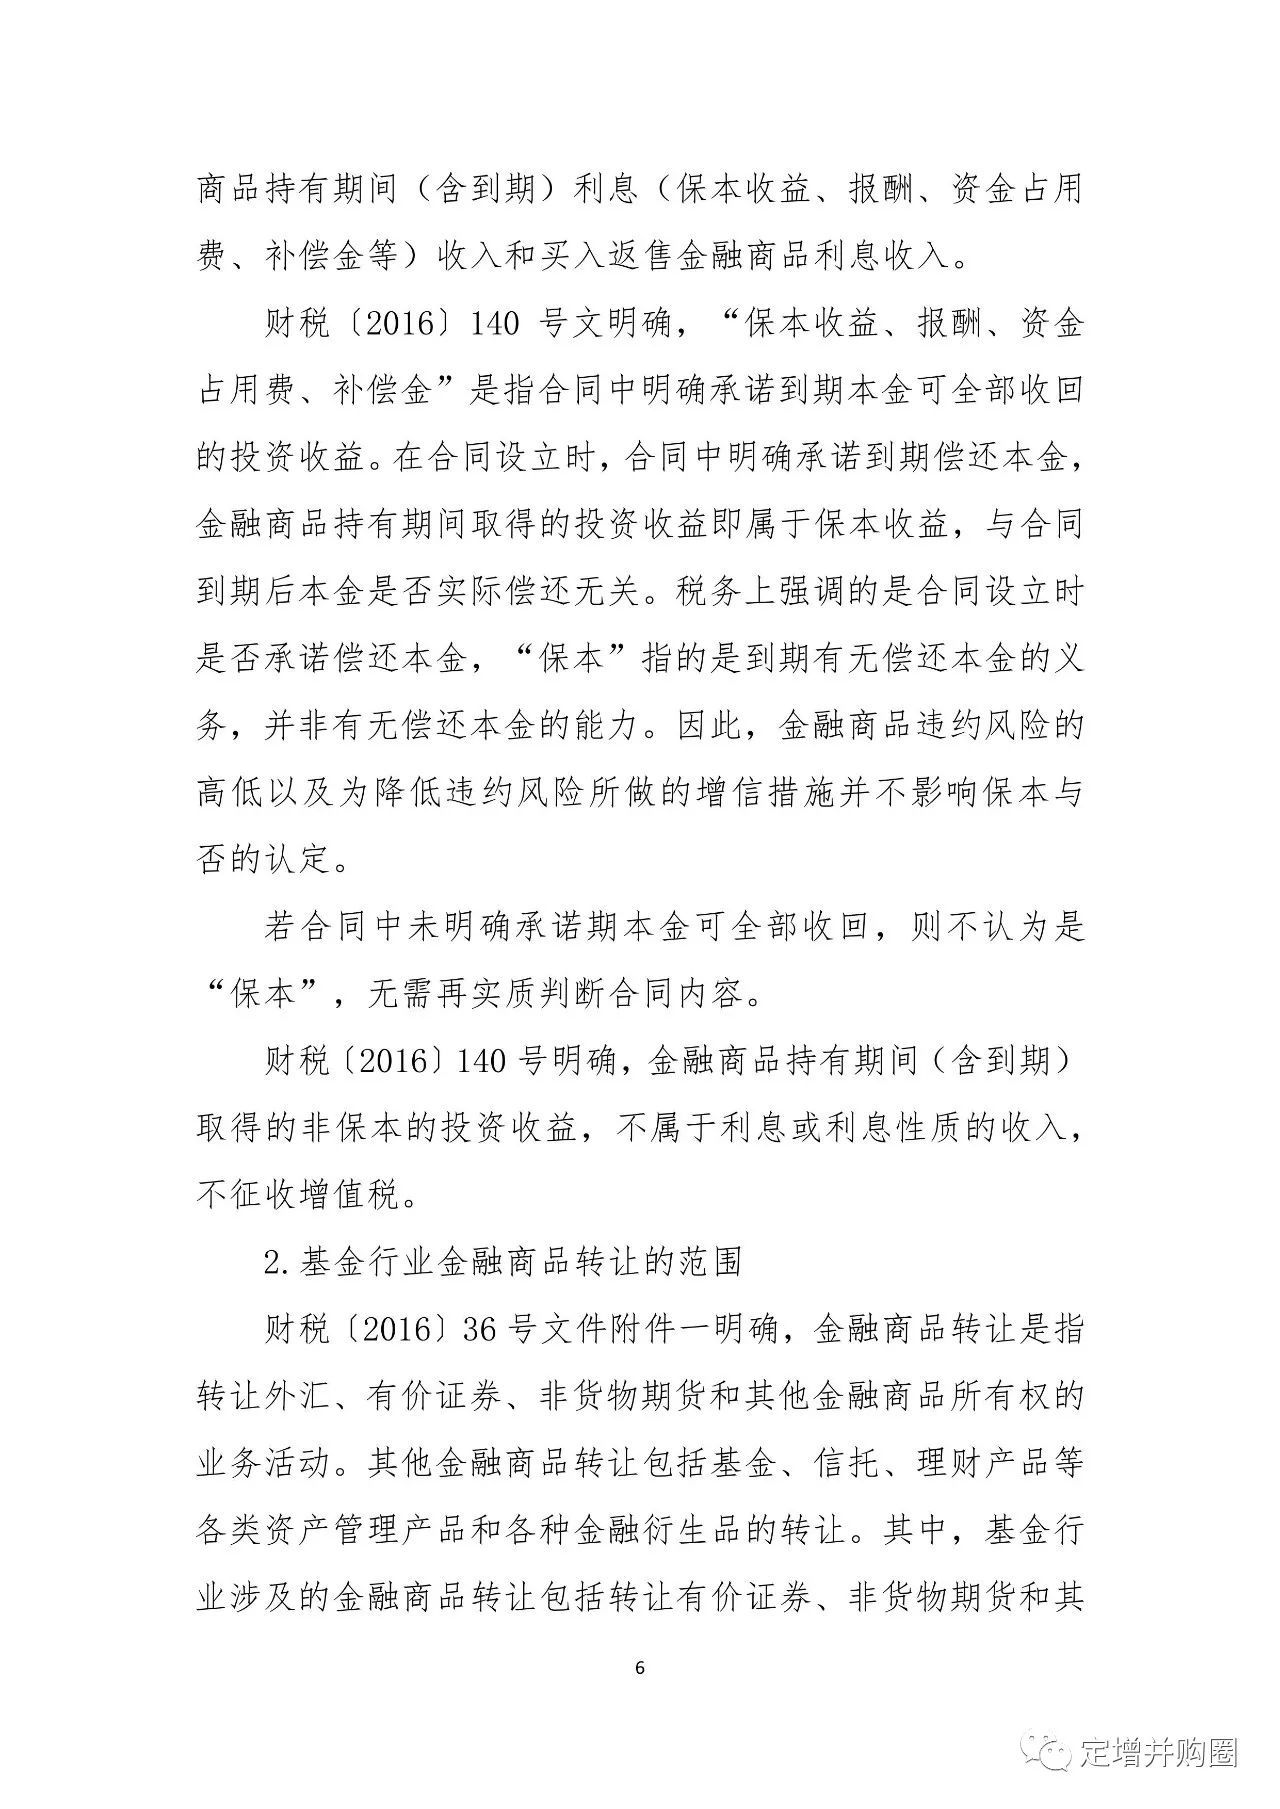 商品持有期间（含到期）利息（保本收益、报酬、资金占用
费、补偿金等）收入和买入返售金融商品利息收入。
财税〔2016〕140 号文明确，“保本收益、报酬、资金
占用费、补偿金”是指合同中明确承诺到期本金可全部收回
的投资收益。在合同设立时，合同中明确承诺到期偿还本金，
金融商品持有期间取得的投资收益即属于保本收益，与合同
到期后本金是否实际偿还无关。税务上强调的是合同设立时
是否承诺偿还本金，“保本”指的是到期有无偿还本金的义
务，并非有无偿还本金的能力。因此，金融商品违约风险的
高低以及为降低违约风险所做的增信措施并不影响保本与
否的认定。
若合同中未明确承诺期本金可全部收回，则不认为是
“保本”，无需再实质判断合同内容。
财税〔2016〕140 号明确，金融商品持有期间（含到期）
取得的非保本的投资收益，不属于利息或利息性质的收入，
不征收增值税。
2.基金行业金融商品转让的范围
财税〔2016〕36 号文件附件一明确，金融商品转让是指
转让外汇、有价证券、非货物期货和其他金融商品所有权的
业务活动。其他金融商品转让包括基金、信托、理财产品等
各类资产管理产品和各种金融衍生品的转让。其中，基金行
业涉及的金融商品转让包括转让有价证券、非货物期货和其
6
定增并购圈